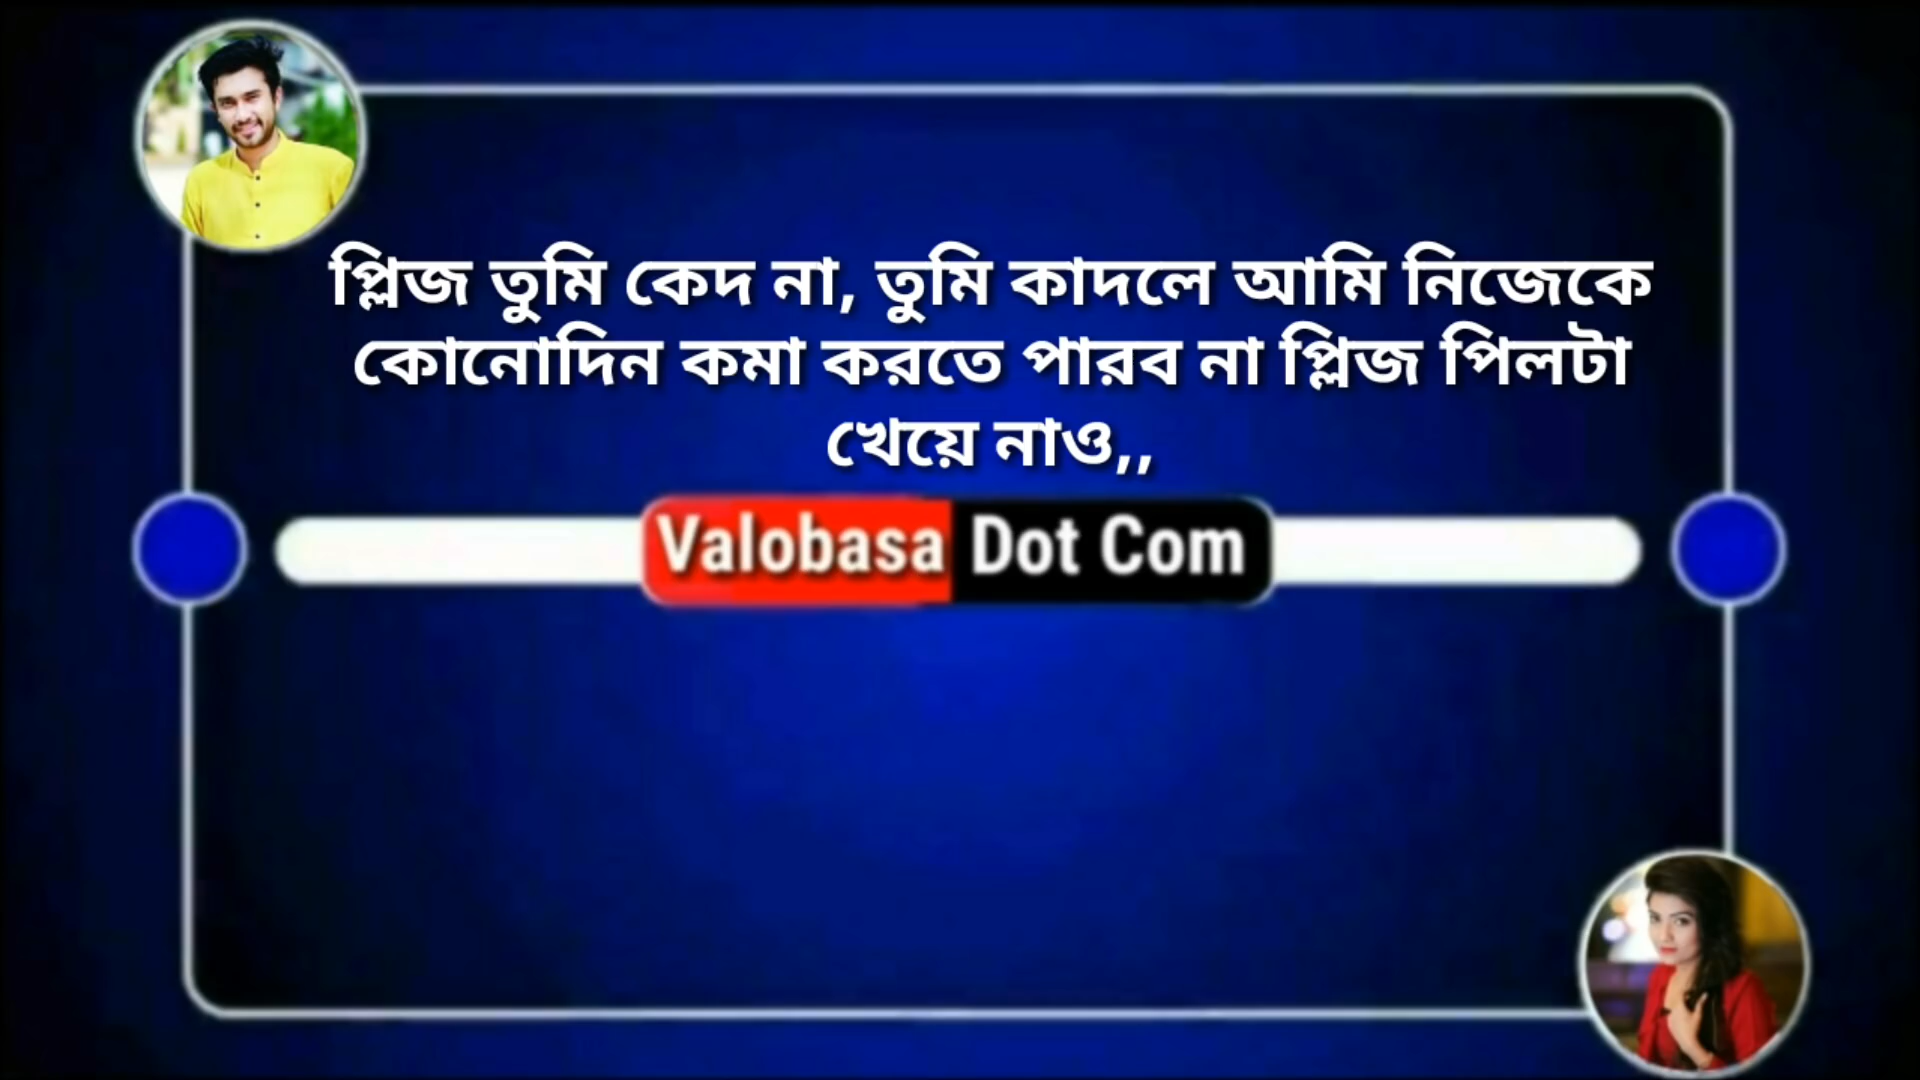 প্লিজ তুমি কেদ না, তুমি কাদলে আমি নিজেকে
কোনোদিন কমা করতে পারব না প্লিজ পিলটা
খেয়ে নাও,,
Valobasa Dot Com